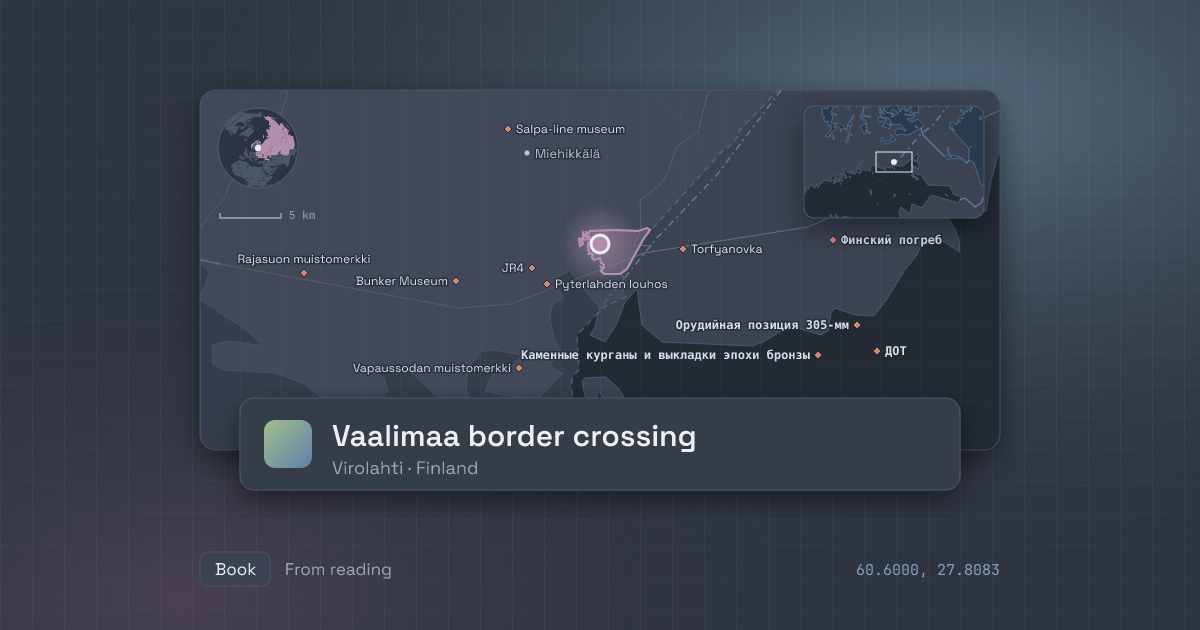 Salpa-line museum
Miehikkälä
5 km
Финский погреб
Torfyanovka
Rajasuon muistomerkki
JR4
Bunker Museum
Pyterlahden louhos
Орудийная позиция 305-мм
ДОТ
Каменные курганы и выкладки эпохи бронзы
Vapaussodan muistomerkki
Vaalimaa border crossing
Virolahti · Finland
Book
From reading
60.6000, 27.8083